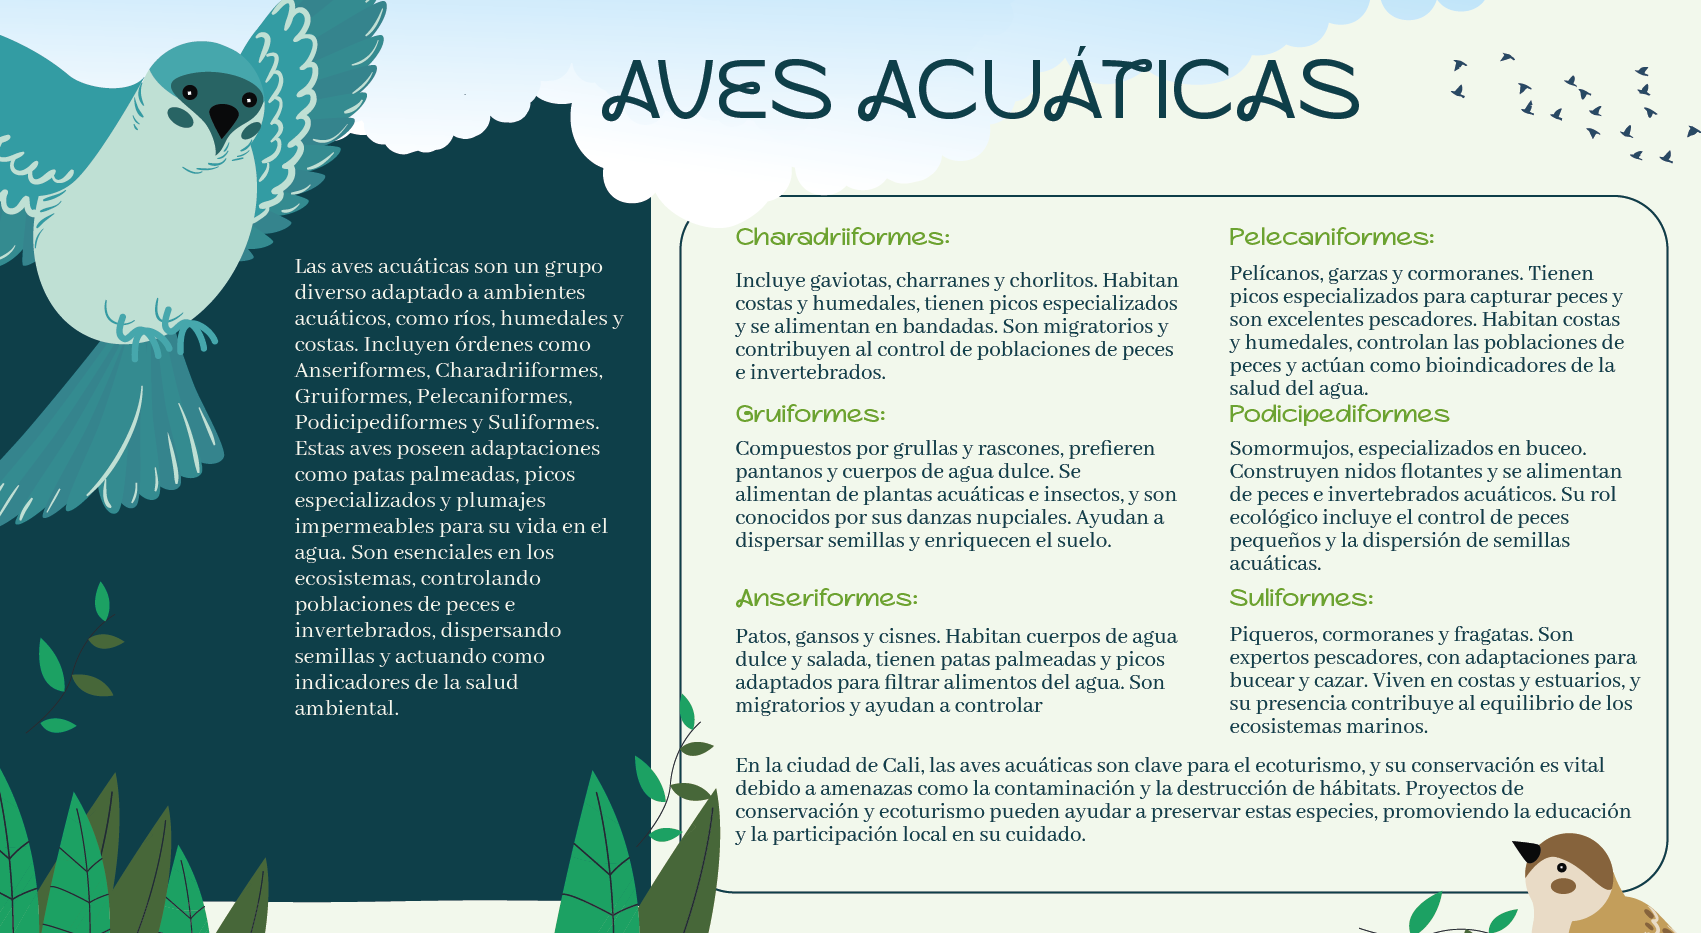 AVES ACUÁTICAS
Las aves acuáticas son un grupo
diverso adaptado a ambientes
acuáticos, como ríos, humedales y
costas. Incluyen órdenes como
Anseriformes, Charadriiformes,
Gruiformes, Pelecaniformes,
Podicipediformes y Suliformes.
Estas aves poseen adaptaciones
como patas palmeadas, picos
especializados y plumajes
impermeables para su vida en el
agua. Son esenciales en los
ecosistemas, controlando
poblaciones de peces e
invertebrados, dispersando
semillas y actuando como
indicadores de la salud
ambiental.
Charadriiformes:
Incluye gaviotas, charranes y chorlitos. Habitan
costas y humedales, tienen picos especializados
y se alimentan en bandadas. Son migratorios y
contribuyen al control de poblaciones de peces
e invertebrados.
Gruiformes:
Compuestos por grullas y rascones, prefieren
pantanos y cuerpos de agua dulce. Se
alimentan de plantas acuáticas e insectos, y son
conocidos por sus danzas nupciales. Ayudan a
dispersar semillas y enriquecen el suelo.
Anseriformes:
Patos, gansos y cisnes. Habitan cuerpos de agua
dulce y salada, tienen patas palmeadas y picos
adaptados para filtrar alimentos del agua. Son
migratorios y ayudan a controlar
Pelecaniformes:
Pelícanos, garzas y cormoranes. Tienen
picos especializados para capturar peces y
son excelentes pescadores. Habitan costas
y humedales, controlan las poblaciones de
peces y actúan como bioindicadores de la
salud del agua.
Podicipediformes
Somormujos, especializados en buceo.
Construyen nidos flotantes y se alimentan
de peces e invertebrados acuáticos. Su rol
ecológico incluye el control de peces
pequeños y la dispersión de semillas
acuáticas.
Suliformes:
Piqueros, cormoranes y fragatas. Son
expertos pescadores, con adaptaciones para
bucear y cazar. Viven en costas y estuarios, y
su presencia contribuye al equilibrio de los
ecosistemas marinos.
En la ciudad de Cali, las aves acuáticas son clave para el ecoturismo, y su conservación es vital
debido a amenazas como la contaminación y la destrucción de hábitats. Proyectos de
conservación y ecoturismo pueden ayudar a preservar estas especies, promoviendo la educación
y la participación local en su cuidado.